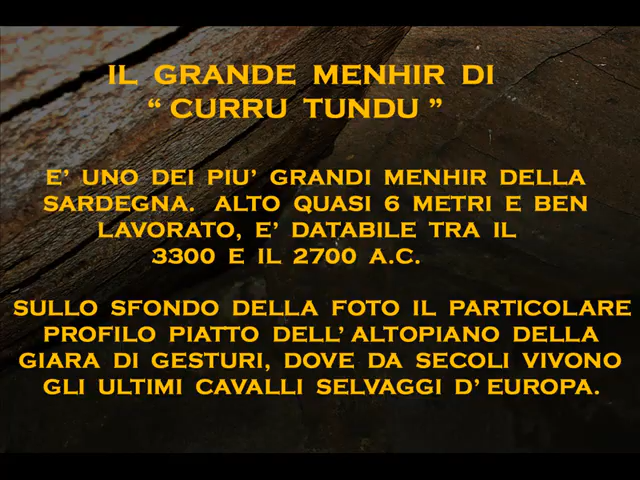 IL GRANDE MENHIR DI
“ CURRU TUNDU ”
E’ UNO DEI PIU’ GRANDI MENHIR DELLA
SARDEGNA. ALTO QUASI 6 METRI E BEN
LAVORATO, E’ DATABILE TRA IL
3300 E IL 2700 A.C.
SULLO SFONDO DELLA FOTO IL PARTICOLARE
PROFILO PIATTO DELL’ ALTOPIANO DELLA
GIARA DI GESTURI, DOVE DA SECOLI VIVONO
GLI ULTIMI CAVALLI SELVAGGI D’ EUROPA.